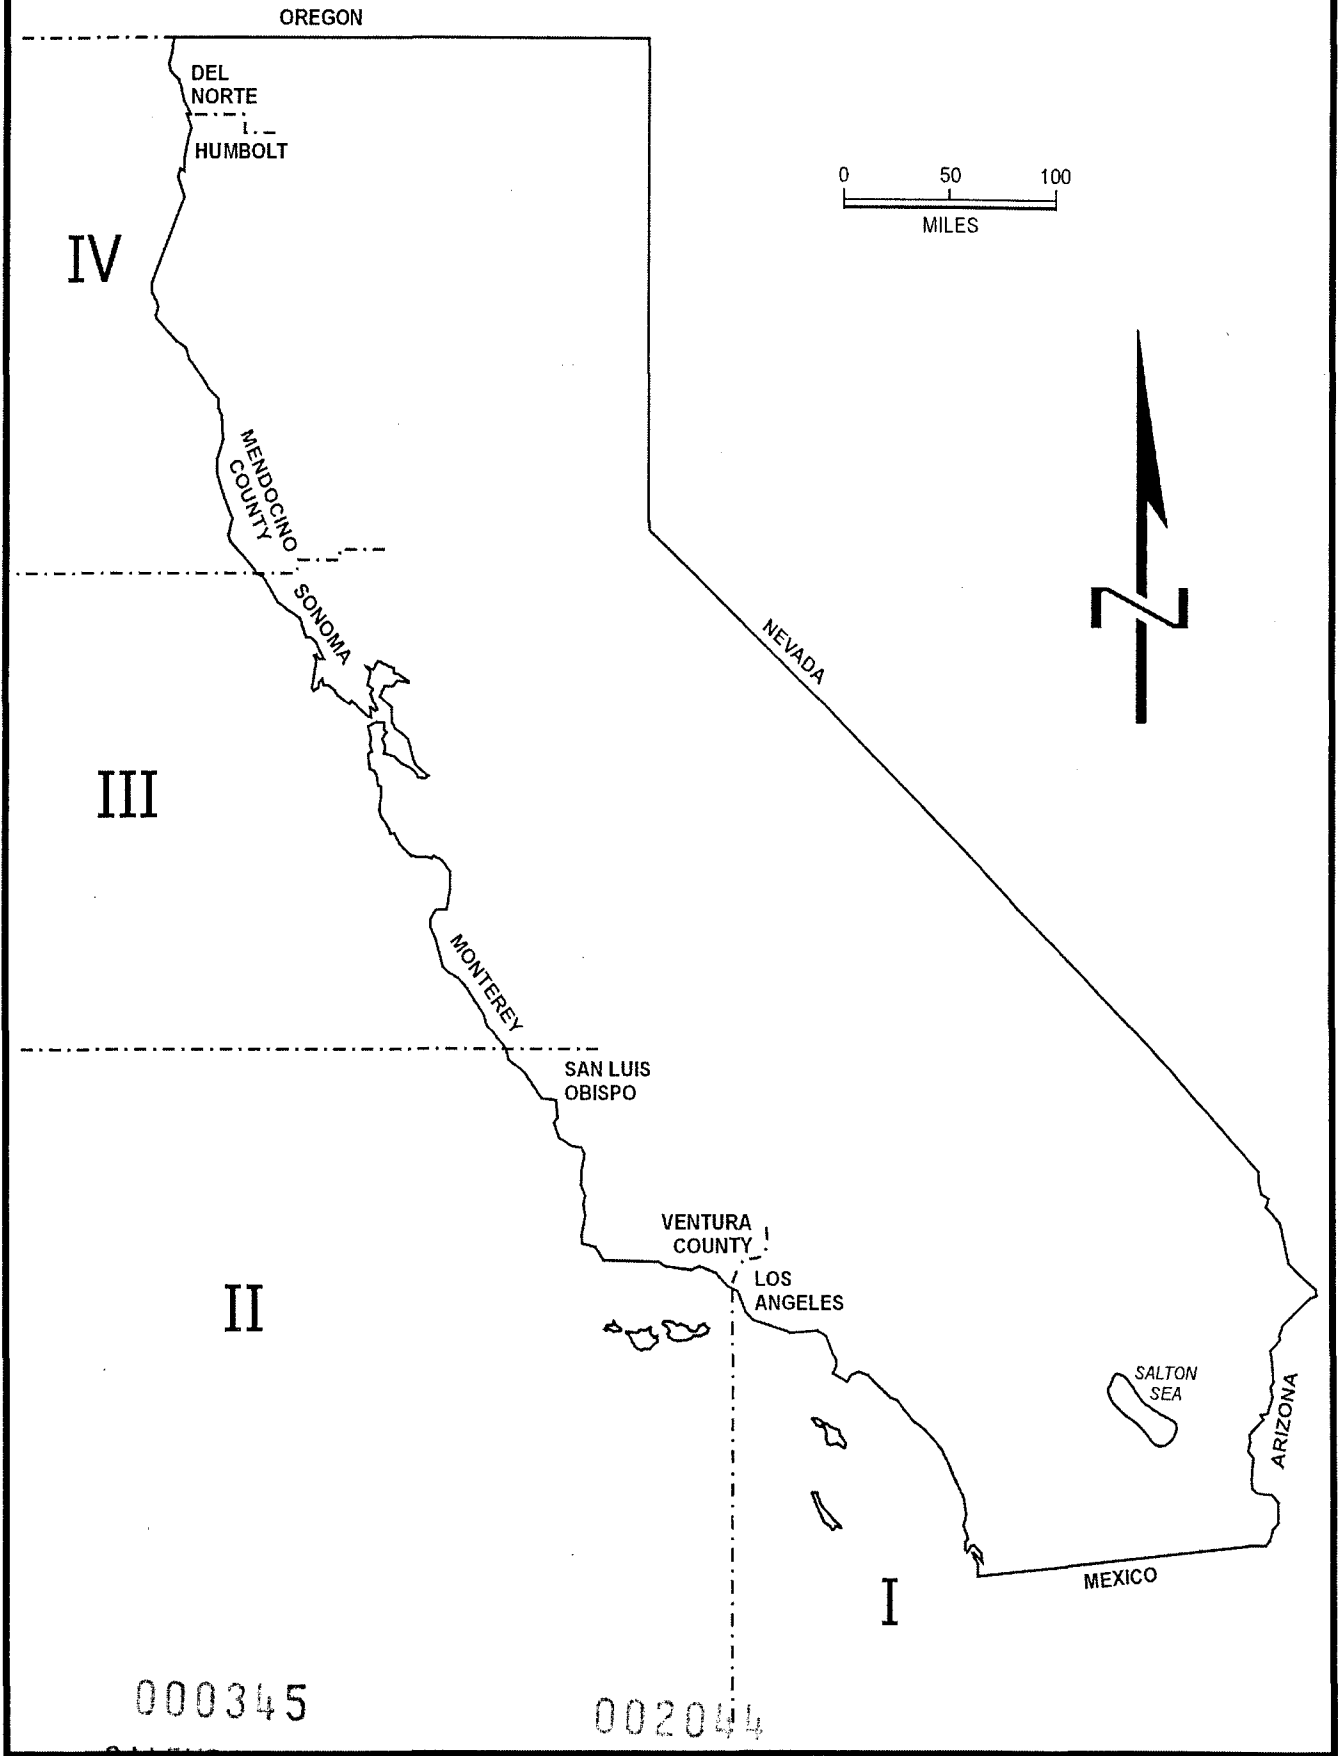 OREGON
DEL
NORTE
HUMBOLT
0 50 100
MILES
IV
MENDOCINO
COUNTY
SONOMA
NEVADA
III
MONTEREY
SAN LUIS
OBISPO
VENTURA
COUNTY
LOS
ANGELES
II
SALTON
SEA
ARIZONA
MEXICO
I
N
000345
002044